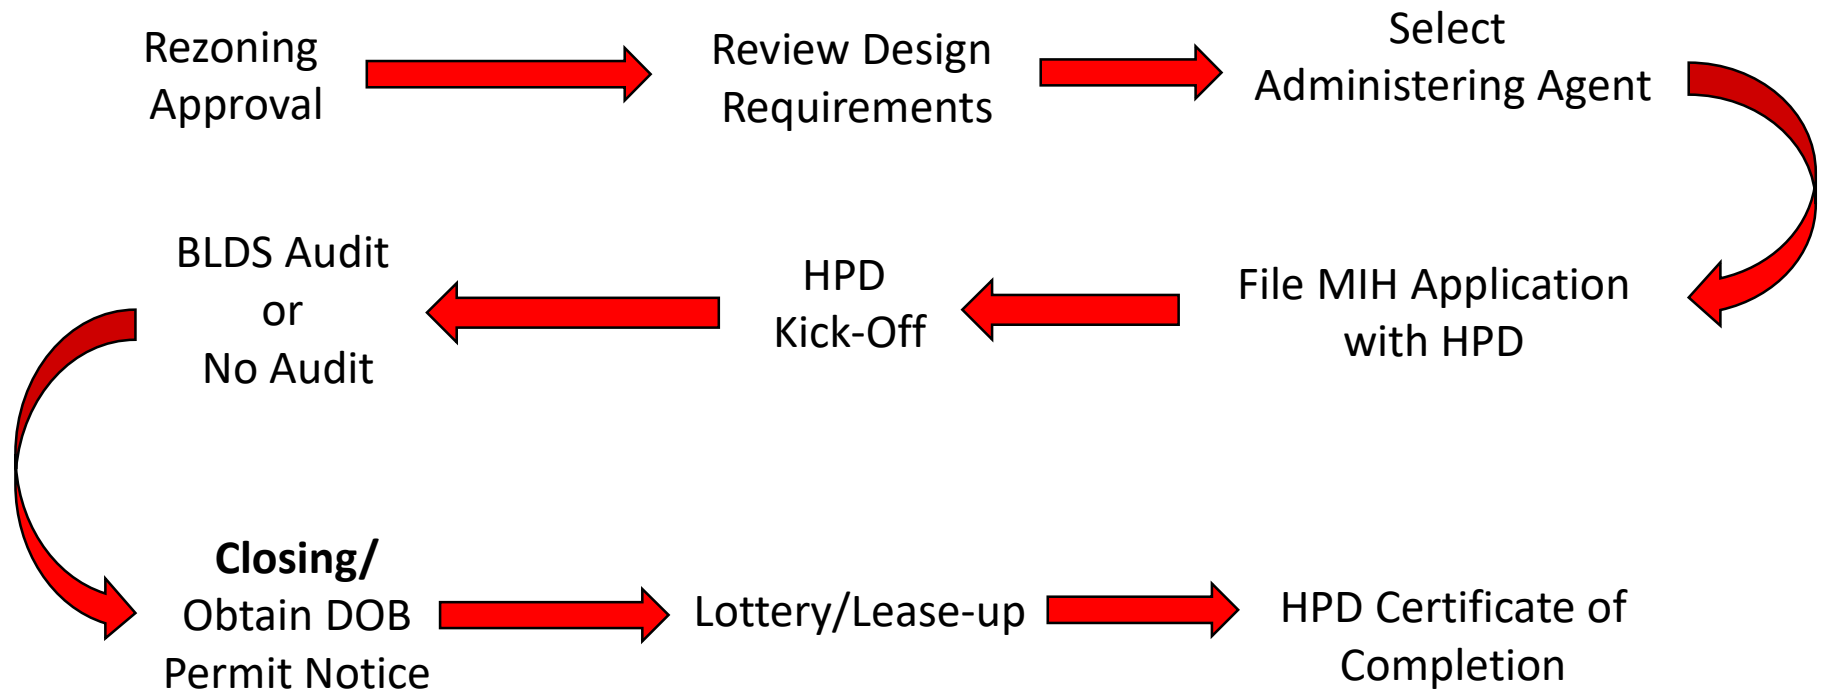 Rezoning
Approval
Review Design
Requirements
Select
Administering Agent
File MIH Application
with HPD
HPD
Kick-Off
BLDS Audit
or
No Audit
Closing/
Obtain DOB
Permit Notice
Lottery/Lease-up
HPD Certificate of
Completion